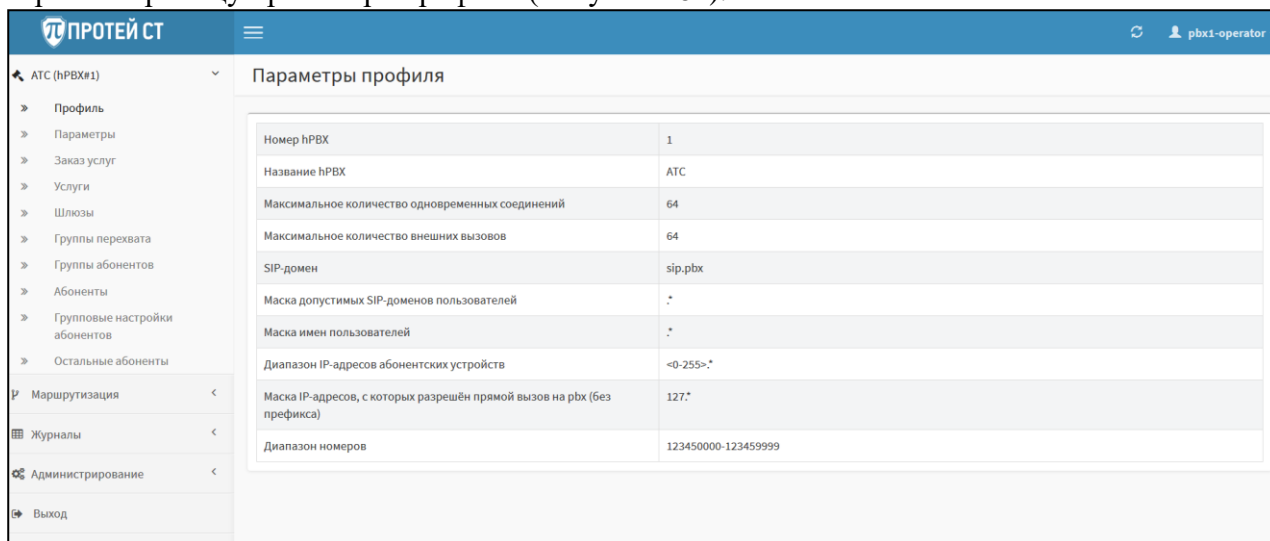 ПРОТЕЙ СТ
pbx1-operator
АТС (hPBX#1)
Параметры профиля
Профиль
Параметры
Заказ услуг
Услуги
Шлюзы
Группы перехвата
Группы абонентов
Абоненты
Групповые настройки
абонентов
Остальные абоненты
Маршрутизация
Журналы
Администрирование
Выход
Номер hPBX 1
Название hPBX АТС
Максимальное количество одновременных соединений 64
Максимальное количество внешних вызовов 64
SIP-домен sip.pbx
Маска допустимых SIP-доменов пользователей .*
Маска имен пользователей .*
Диапазон IP-адресов абонентских устройств <0-255>.*
Маска IP-адресов, с которых разрешён прямой вызов на pbx (без 127.*
префикса)
Диапазон номеров 123450000-123459999